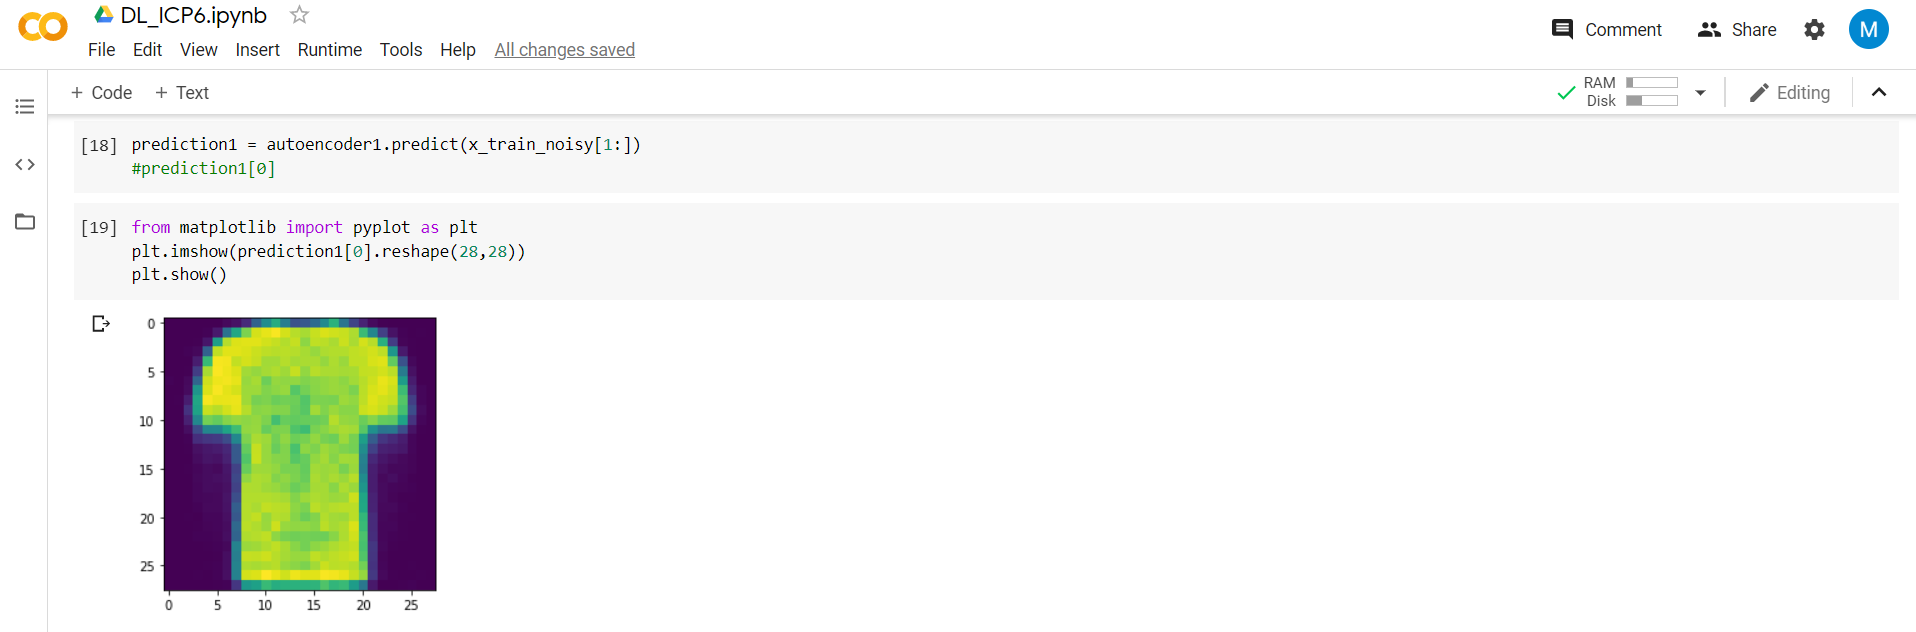 DL_ICP6.ipynb
File Edit View Insert Runtime Tools Help All changes saved
Comment Share M
+ Code + Text
RAM
Disk
Editing
[18] prediction1 = autoencoder1.predict(x_train_noisy[1:])
#prediction1[0]
[19] from matplotlib import pyplot as plt
plt.imshow(prediction1[0].reshape(28,28))
plt.show()
0
5
10
15
20
25
0 5 10 15 20 25